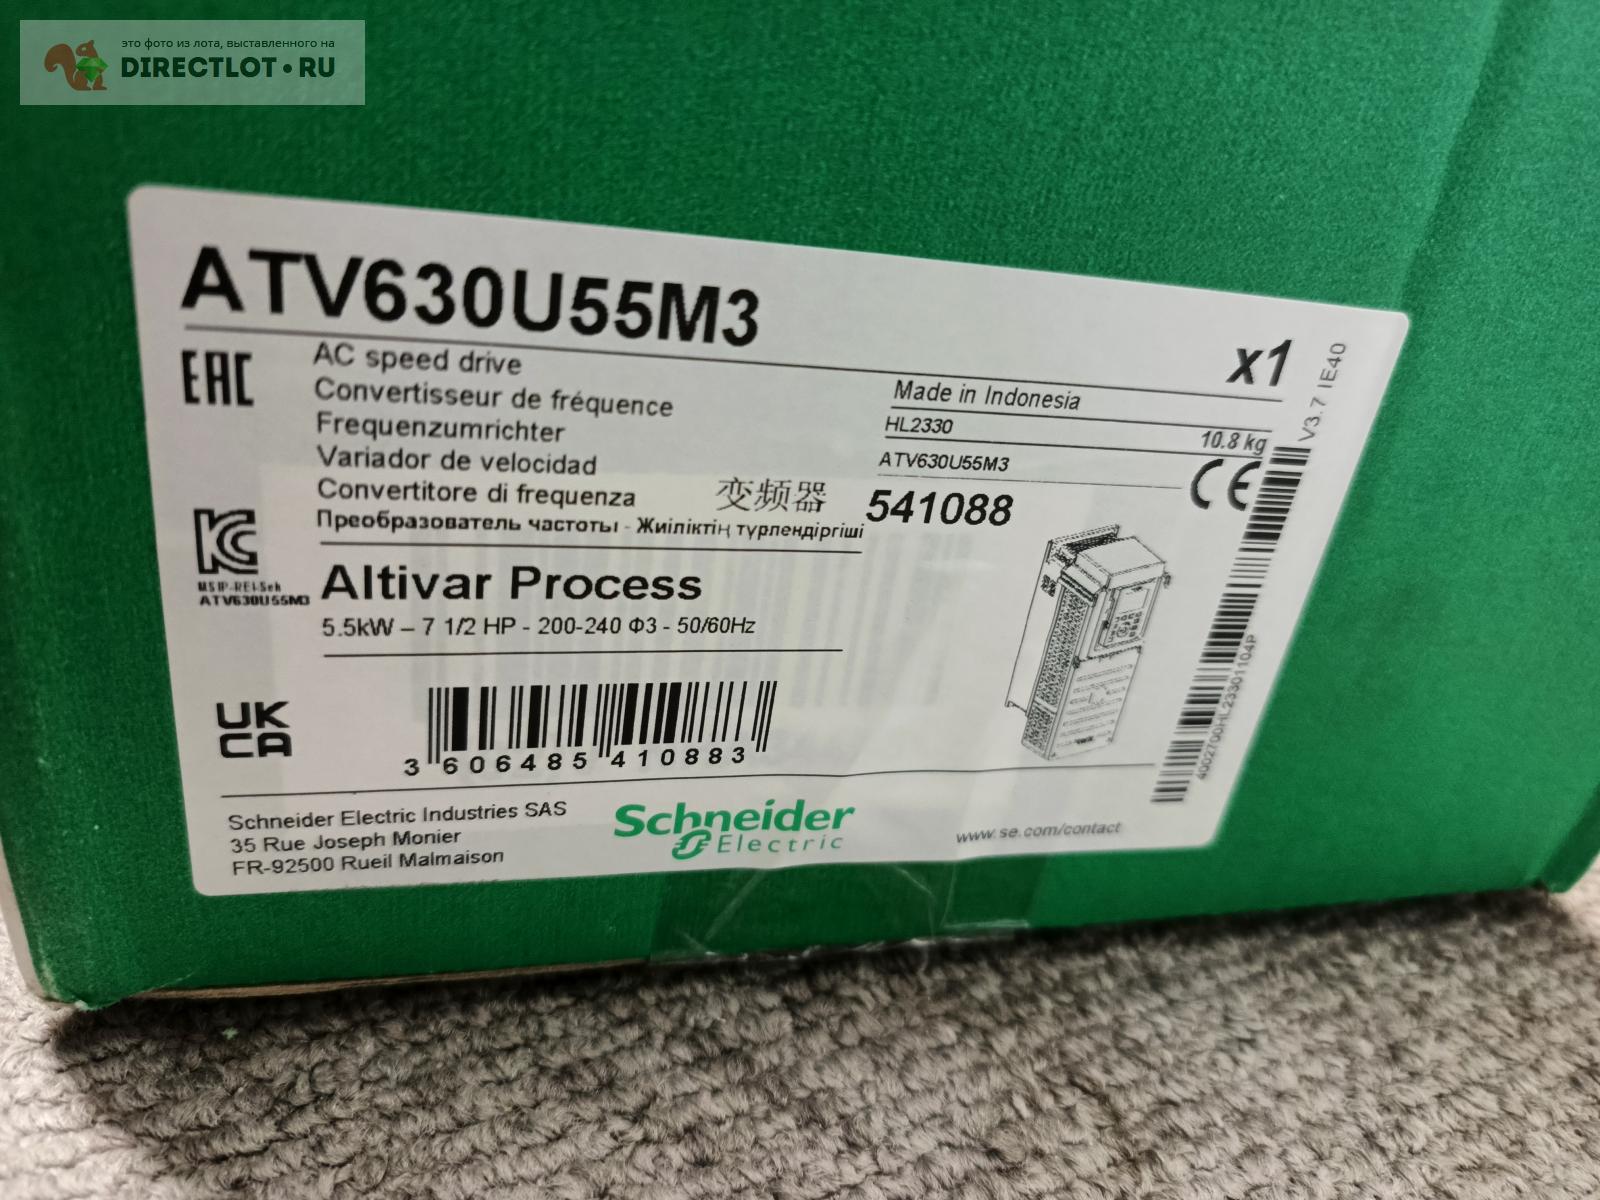 это фото из лота, выставленного на
DIRECTLOT•RU
ATV630U55M3
x1
EAC
AC speed drive
Convertisseur de fréquence
Frequenzumrichter
Variador de velocidad
Convertitore di frequenza
变频器
Преобразователь частоты - Жиіліктің түрлендіргіші
Made in Indonesia
HL2330
10.8 kg
ATV630U55M3
CE
541088
V3.7 IE40
MSIP-REI-Seh
ATV630U55M3
Altivar Process
5.5kW – 7 1/2 HP - 200-240 Φ3 - 50/60Hz
UK
CA
3 606485 410883
4002700HL23301104P
Schneider Electric Industries SAS
35 Rue Joseph Monier
FR-92500 Rueil Malmaison
Schneider
Electric
www.se.com/contact